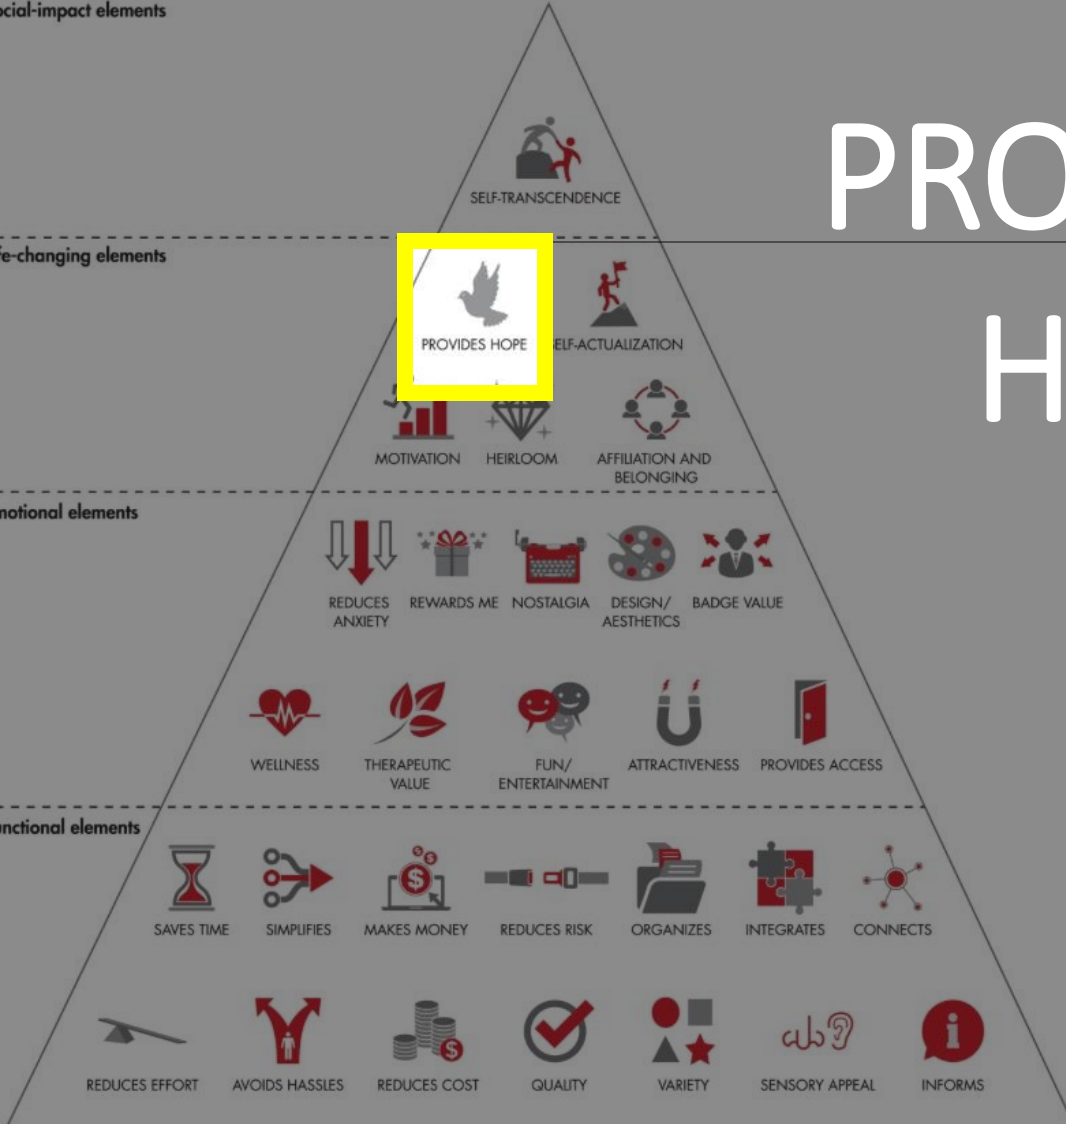 ocial-impact elements
PRO
SELF-TRANSCENDENCE
fe-changing elements
H
PROVIDES HOPE
ELF-ACTUALIZATION
MOTIVATION
HEIRLOOM
AFFILIATION AND
BELONGING
motional elements
REDUCES
ANXIETY
REWARDS ME
NOSTALGIA
DESIGN/
AESTHETICS
BADGE VALUE
WELLNESS
THERAPEUTIC
VALUE
FUN/
ENTERTAINMENT
ATTRACTIVENESS
PROVIDES ACCESS
unctional elements
SAVES TIME
SIMPLIFIES
MAKES MONEY
REDUCES RISK
ORGANIZES
INTEGRATES
CONNECTS
REDUCES EFFORT
AVOIDS HASSLES
REDUCES COST
QUALITY
VARIETY
SENSORY APPEAL
INFORMS